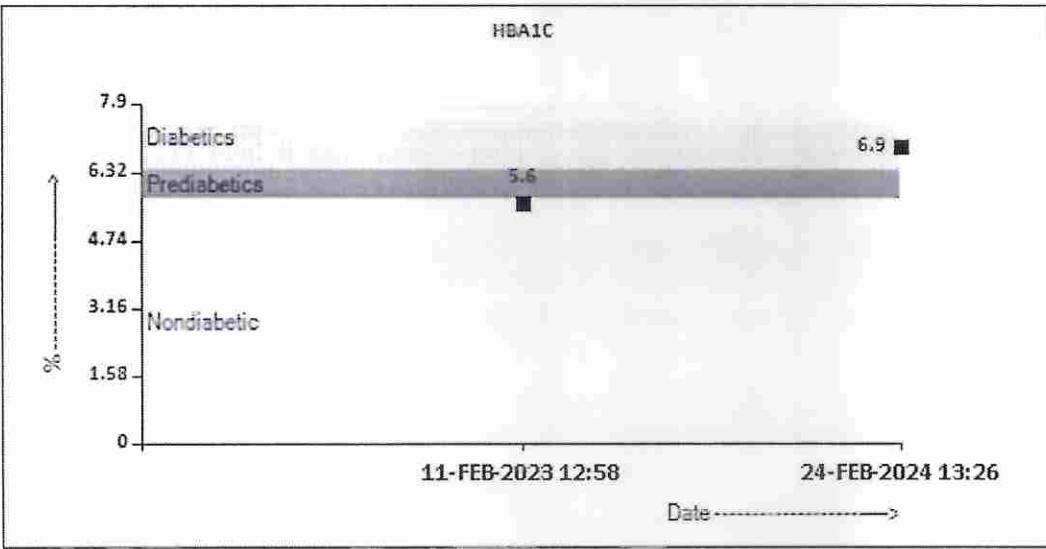 HBA1C
7.9
Diabetics
6.9
6.32
Prediabetics
5.6
4.74
3.16
Nondiabetic
%
1.58
0
11-FEB-2023 12:58
24-FEB-2024 13:26
Date